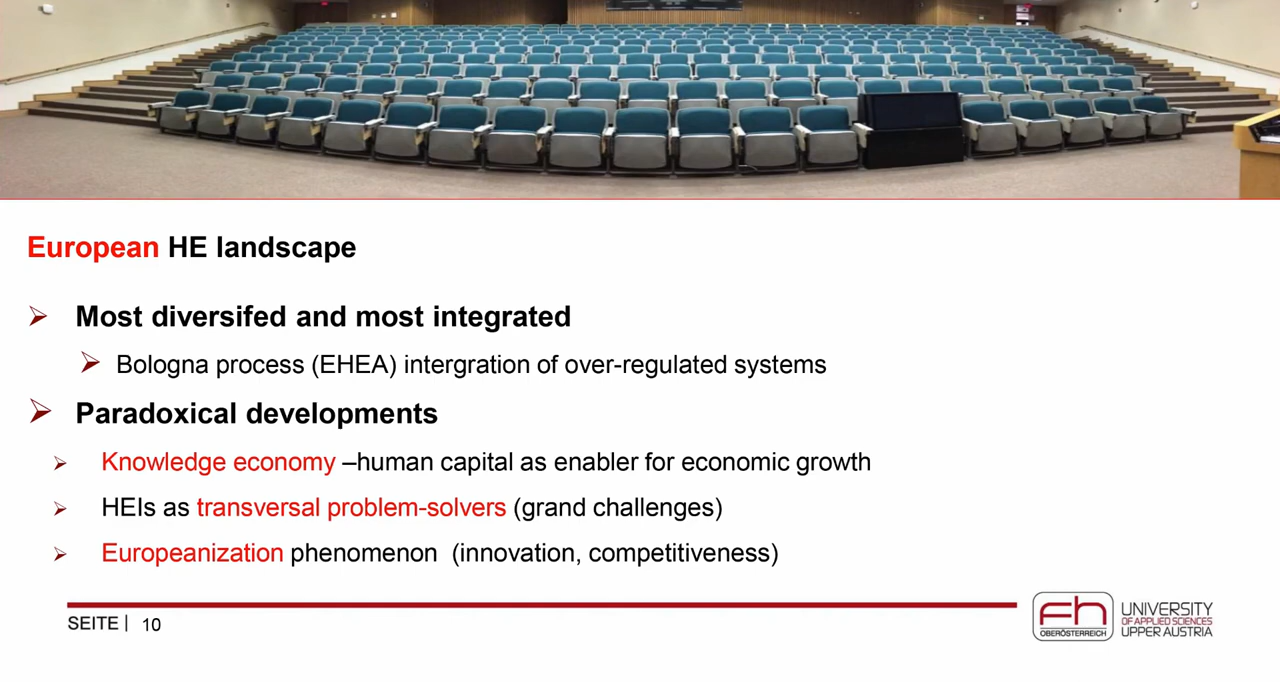 European HE landscape
Most diversifed and most integrated
Bologna process (EHEA) intergration of over-regulated systems
Paradoxical developments
Knowledge economy –human capital as enabler for economic growth
HEIs as transversal problem-solvers (grand challenges)
Europeanization phenomenon (innovation, competitiveness)
SEITE | 10
fh
OBERÖSTERREICH
UNIVERSITY
OF APPLIED SCIENCES
UPPER AUSTRIA